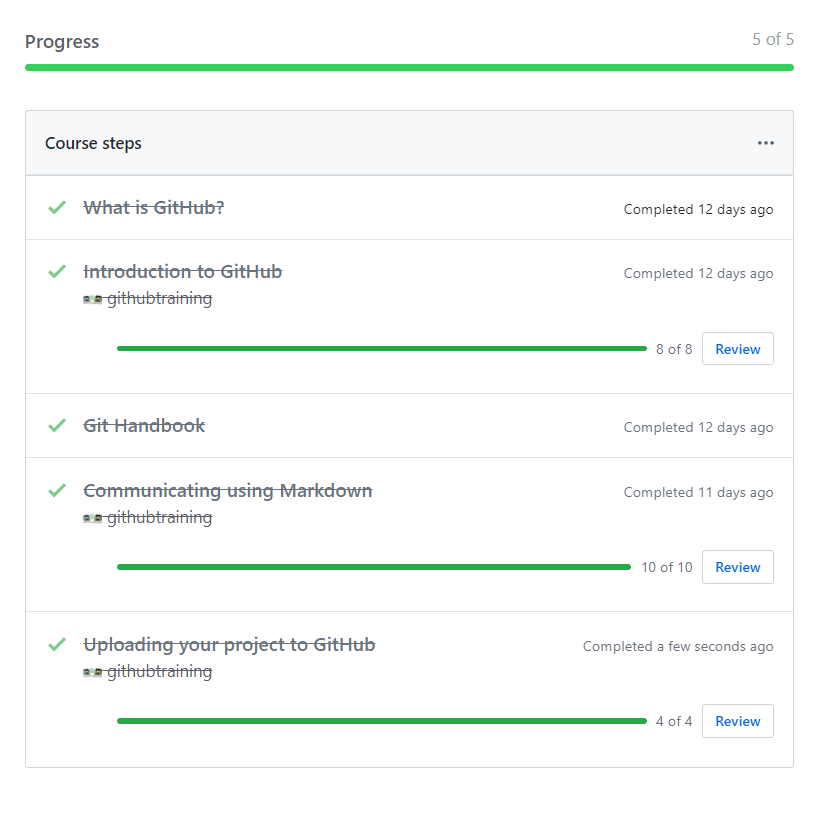 Progress
5 of 5
Course steps
What is GitHub?
Completed 12 days ago
Introduction to GitHub
Completed 12 days ago
githubtraining
8 of 8
Review
Git Handbook
Completed 12 days ago
Communicating using Markdown
Completed 11 days ago
githubtraining
10 of 10
Review
Uploading your project to GitHub
Completed a few seconds ago
githubtraining
4 of 4
Review